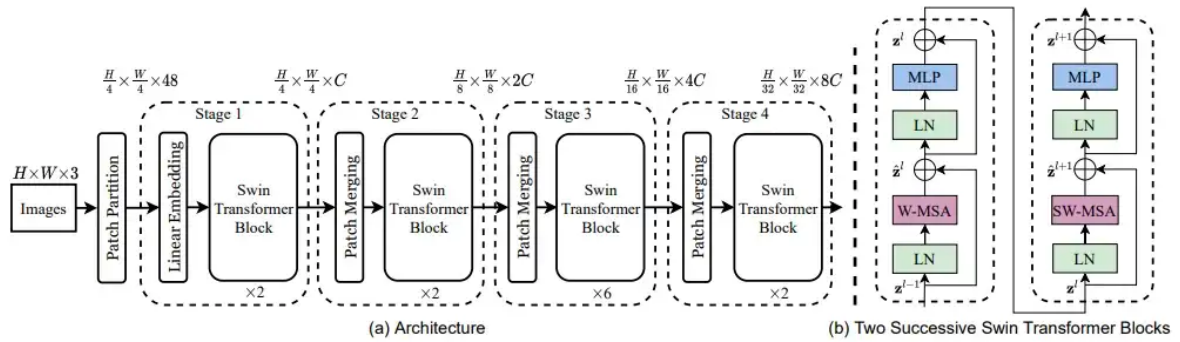 H/4 × W/4 × 48
H/4 × W/4 × C
H/8 × W/8 × 2C
H/16 × W/16 × 4C
H/32 × W/32 × 8C
Stage 1
Stage 2
Stage 3
Stage 4
H×W×3
Images
Patch Partition
Linear Embedding
Swin
Transformer
Block
×2
Patch Merging
Swin
Transformer
Block
×2
Patch Merging
Swin
Transformer
Block
×6
Patch Merging
Swin
Transformer
Block
×2
(a) Architecture
z^l
MLP
LN
ẑ^l
W-MSA
LN
z^{l−1}
z^{l+1}
MLP
LN
ẑ^{l+1}
SW-MSA
LN
z^l
(b) Two Successive Swin Transformer Blocks